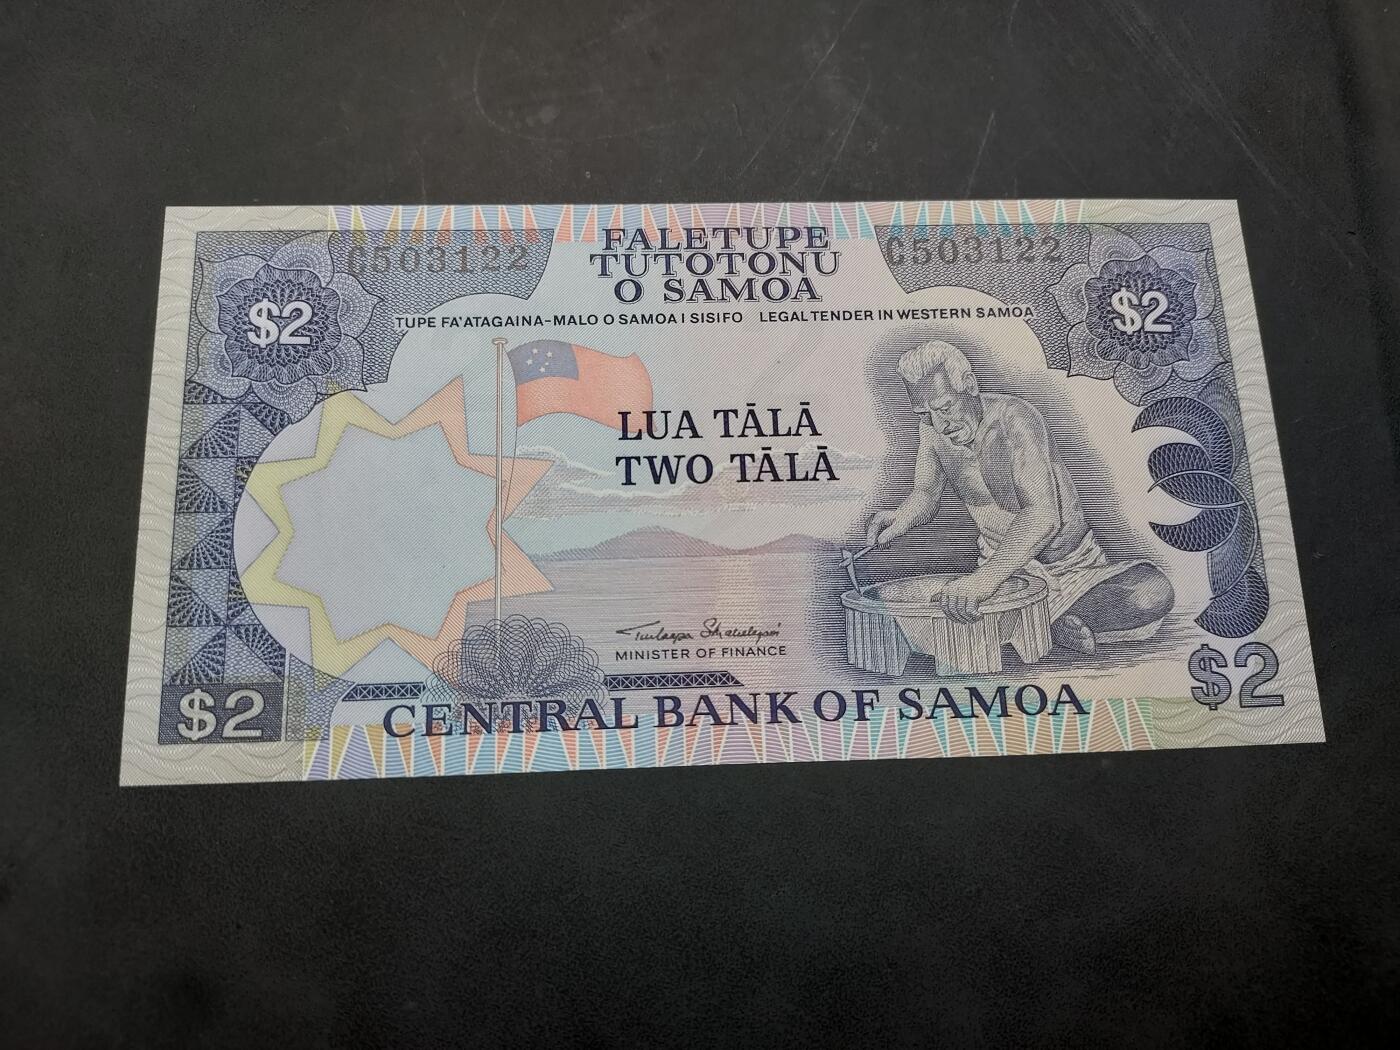 C503122
C503122
FALETUPE
TUTOTONU
O SAMOA
$2
$2
TUPE FA'ATAGAINA-MALO O SAMOA I SISIFO LEGAL TENDER IN WESTERN SAMOA
LUA TĀLĀ
TWO TĀLĀ
MINISTER OF FINANCE
$2
CENTRAL BANK OF SAMOA
$2